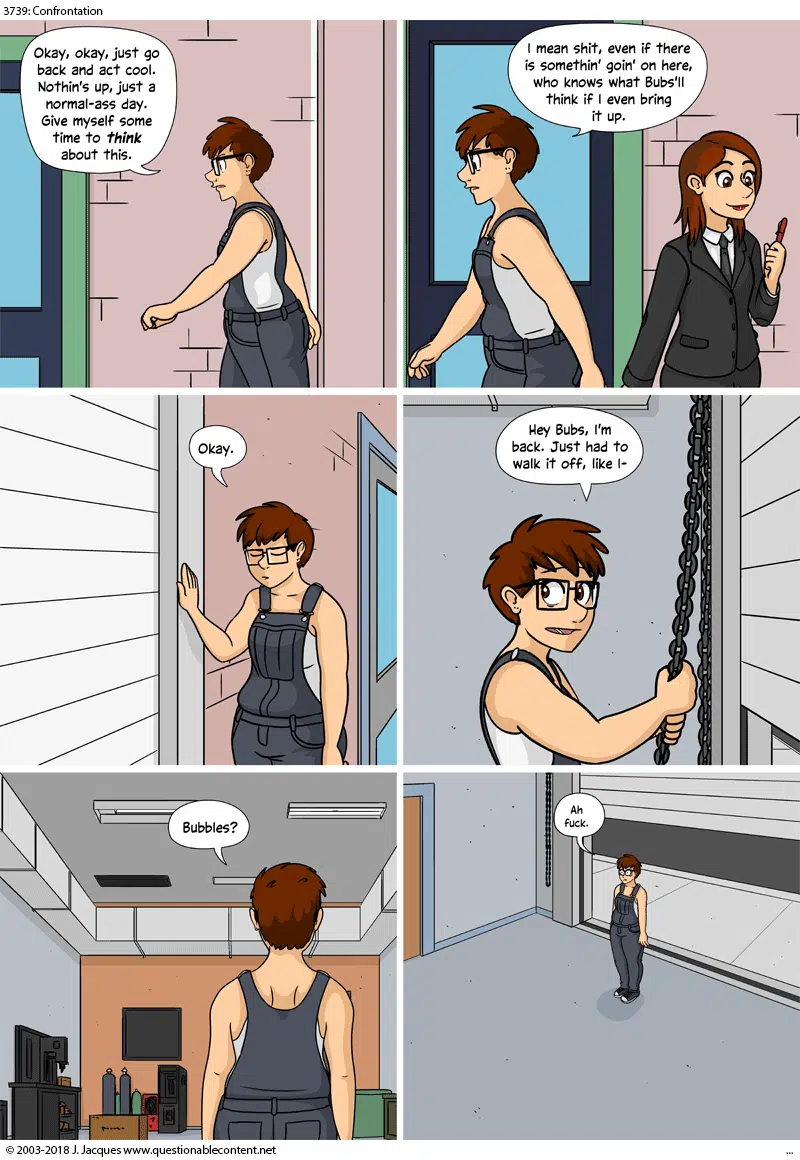 3739: Confrontation
Okay, okay, just go
back and act cool.
Nothin's up, just a
normal-ass day.
Give myself some
time to think
about this.
I mean shit, even if there
is somethin' goin' on here,
who knows what Bubs'll
think if I even bring
it up.
Okay.
Hey Bubs, I'm
back. Just had to
walk it off, like I-
Bubbles?
Ah
fuck.
© 2003-2018 J. Jacques www.questionablecontent.net
...